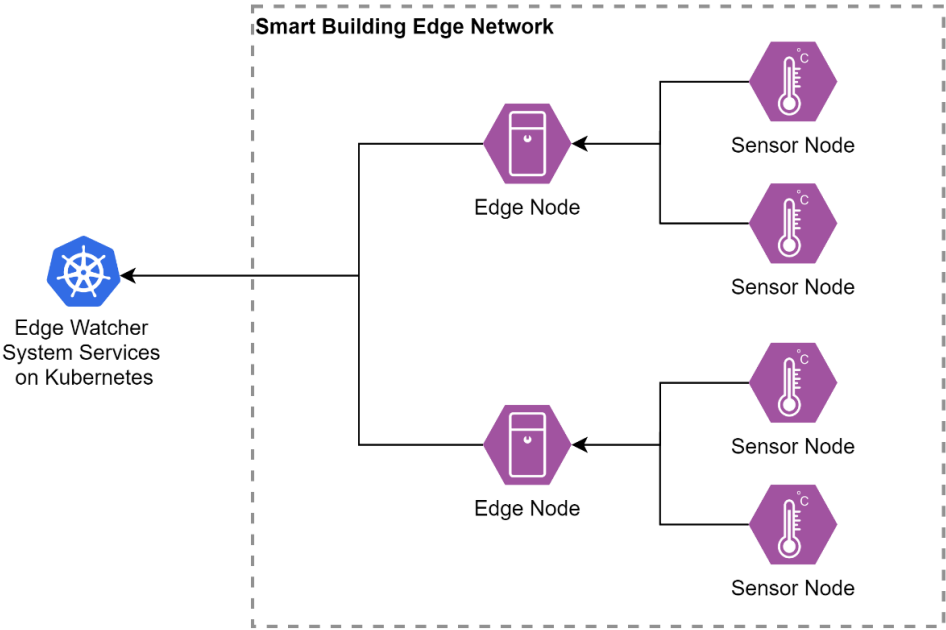 Smart Building Edge Network
°C
Sensor Node
Edge Node
°C
Sensor Node
Edge Watcher
System Services
on Kubernetes
°C
Sensor Node
Edge Node
°C
Sensor Node